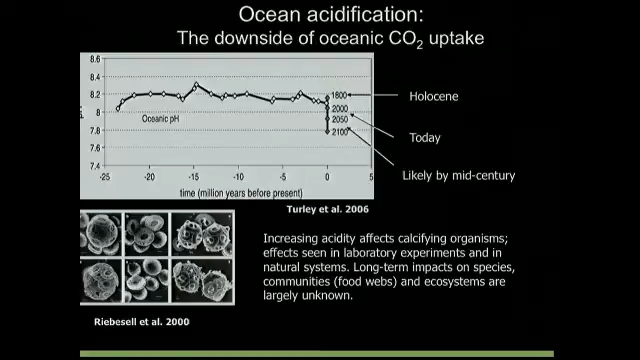 Ocean acidification:
The downside of oceanic CO₂ uptake
8.6
8.4
8.2
8
7.8
7.6
7.4
Oceanic pH
1800
2000
2050
2100
-25 -20 -15 -10 -5 0 5
time (million years before present)
Holocene
Today
Likely by mid-century
Turley et al. 2006
Increasing acidity affects calcifying organisms;
effects seen in laboratory experiments and in
natural systems. Long-term impacts on species,
communities (food webs) and ecosystems are
largely unknown.
Riebesell et al. 2000